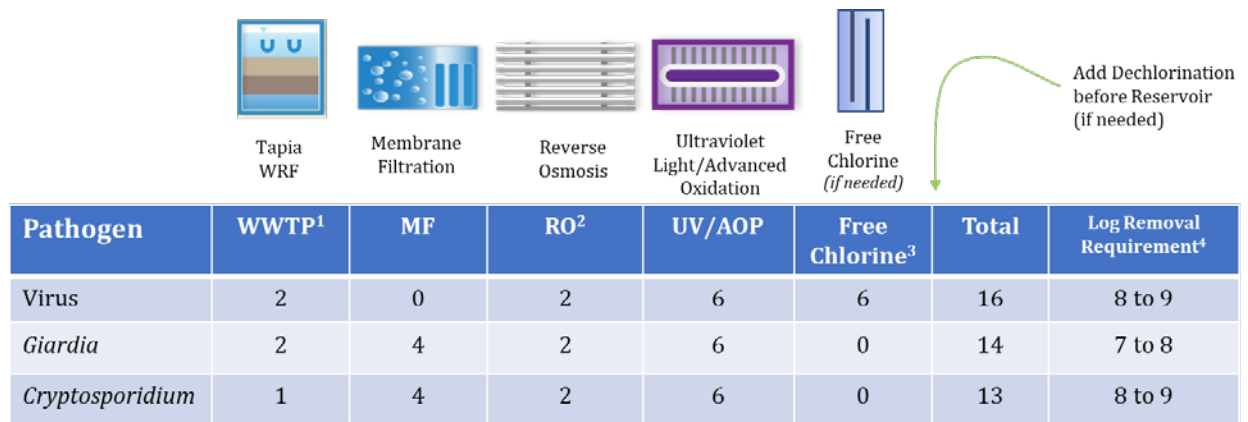 Tapia
WRF
Membrane
Filtration
Reverse
Osmosis
Ultraviolet
Light/Advanced
Oxidation
Free
Chlorine
(if needed)
Add Dechlorination
before Reservoir
(if needed)
Pathogen WWTP¹ MF RO² UV/AOP Free Chlorine³ Total Log Removal Requirement⁴
Virus 2 0 2 6 6 16 8 to 9
Giardia 2 4 2 6 0 14 7 to 8
Cryptosporidium 1 4 2 6 0 13 8 to 9